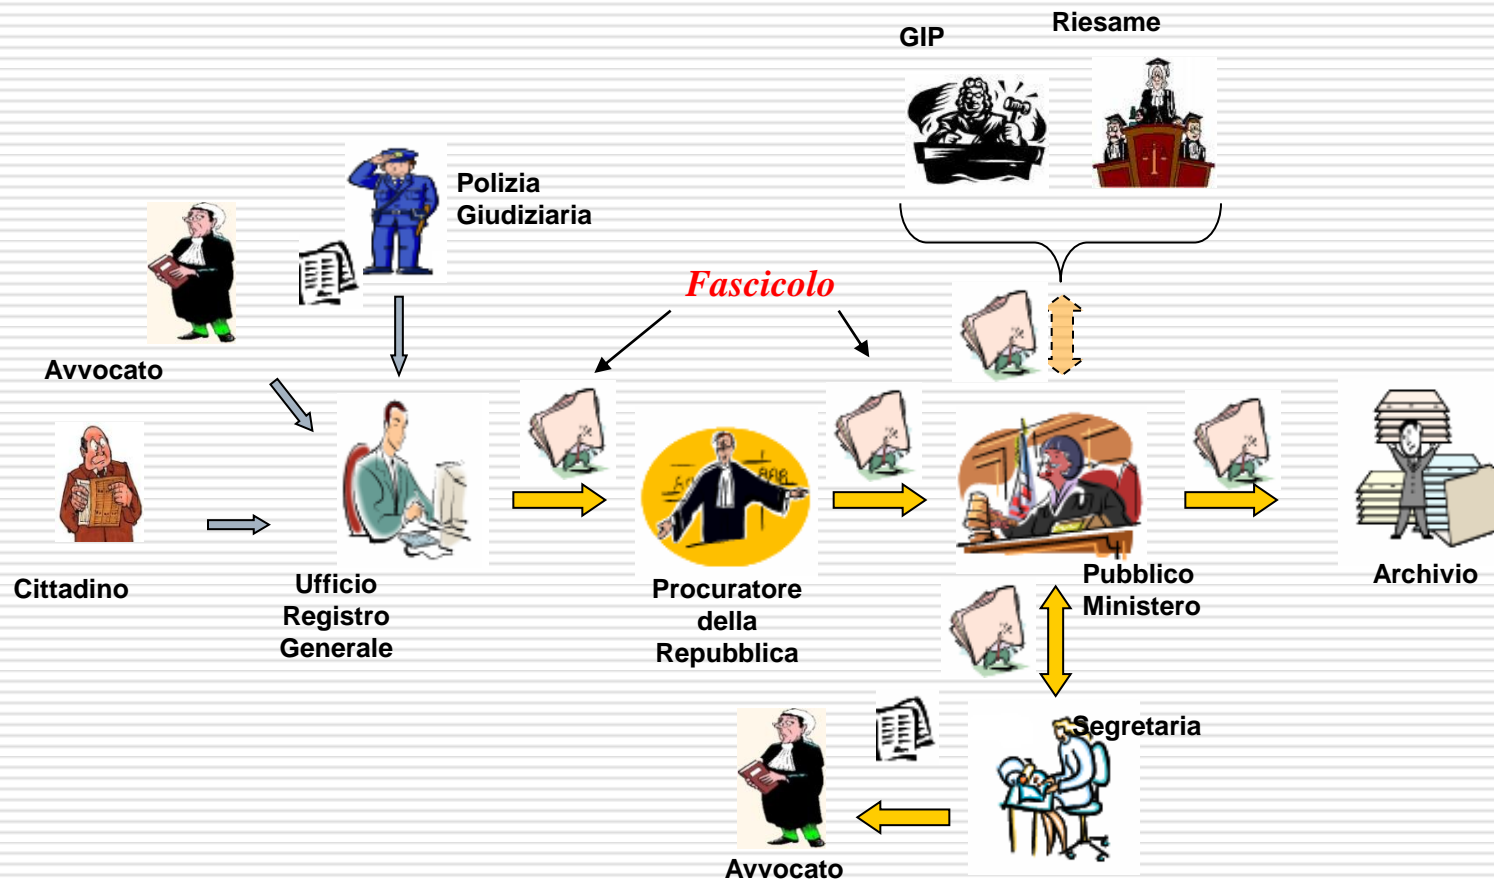 GIP
Riesame
Polizia
Giudiziaria
Fascicolo
Avvocato
Cittadino
Ufficio
Registro
Generale
Procuratore
della
Repubblica
Pubblico
Ministero
Archivio
Segretaria
Avvocato